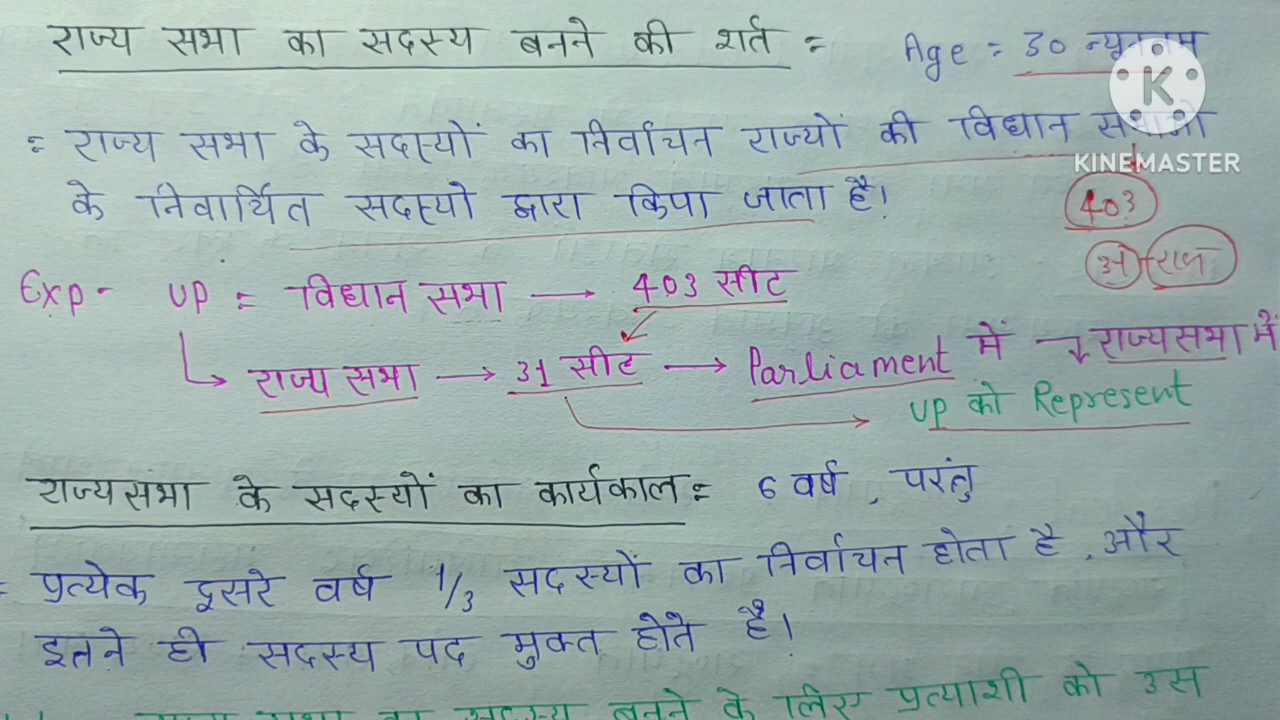 राज्य सभा का सदस्य बनने की शर्त = Age = 30 न्यूनतम
= राज्य सभा के सदस्यों का निर्वाचन राज्यों की विधान सभाओ
के निवार्चित सदस्यो द्वारा किया जाता है।
403
31 राज्य
Exp - UP = विधान सभा → 403 सीट
राज्य सभा → 31 सीट → Parliament में राज्यसभा में
UP को Represent
राज्यसभा के सदस्यों का कार्यकाल = 6 वर्ष, परंतु
= प्रत्येक दूसरे वर्ष 1/3 सदस्यों का निर्वाचन होता है, और
इतने ही सदस्य पद मुक्त होते है।
राज्य सभा का सदस्य बनने के लिए प्रत्याशी को उस
K
KINEMASTER